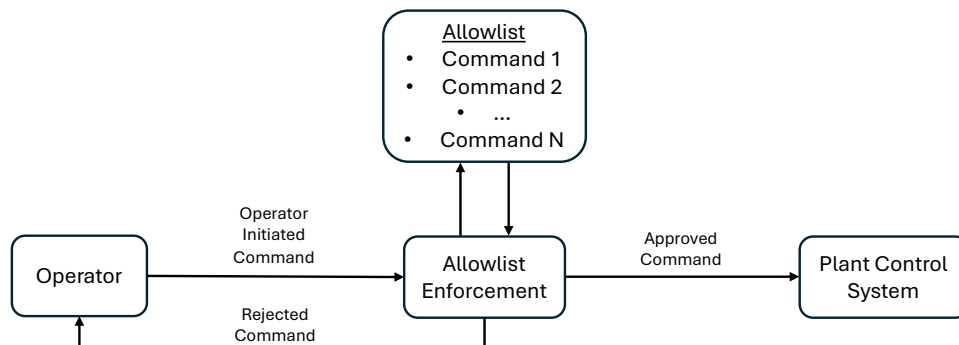 Allowlist
• Command 1
• Command 2
• ...
• Command N
Operator
Initiated
Command
Approved
Command
Operator
Allowlist
Enforcement
Plant Control
System
Rejected
Command